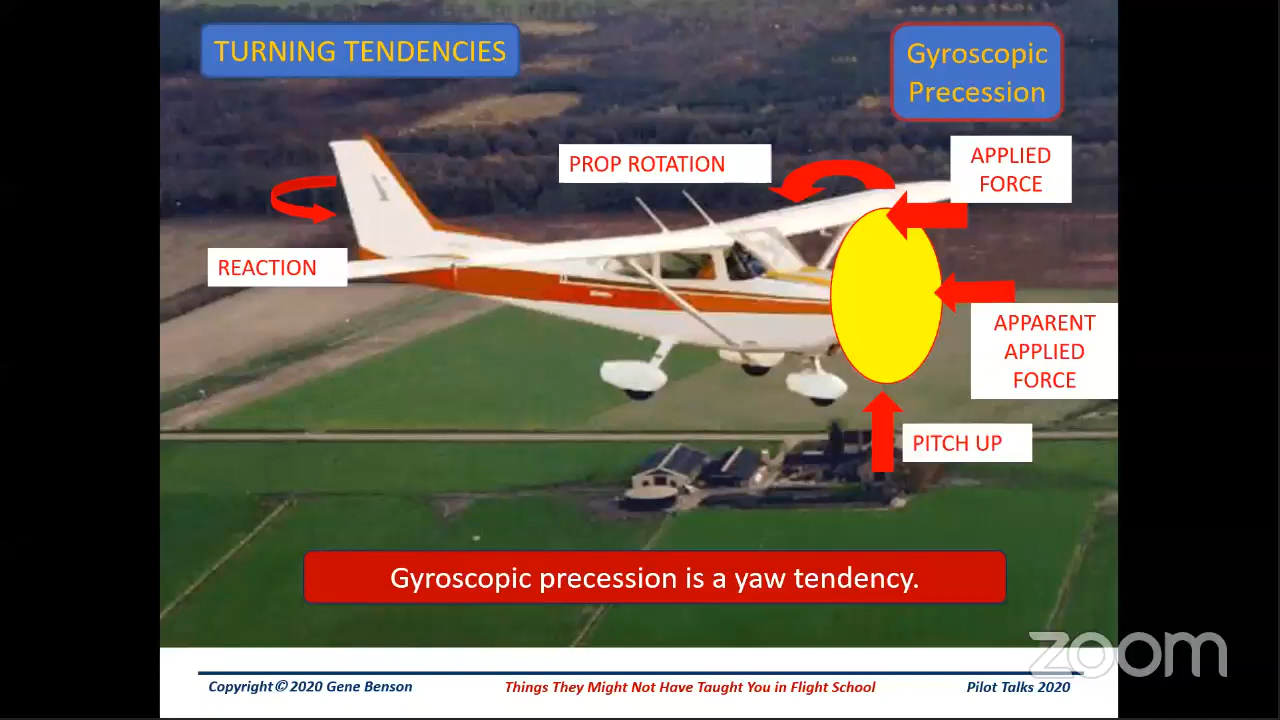 TURNING TENDENCIES
Gyroscopic
Precession
PROP ROTATION
APPLIED
FORCE
REACTION
APPARENT
APPLIED
FORCE
PITCH UP
Gyroscopic precession is a yaw tendency.
zoom
Copyright © 2020 Gene Benson
Things They Might Not Have Taught You in Flight School
Pilot Talks 2020